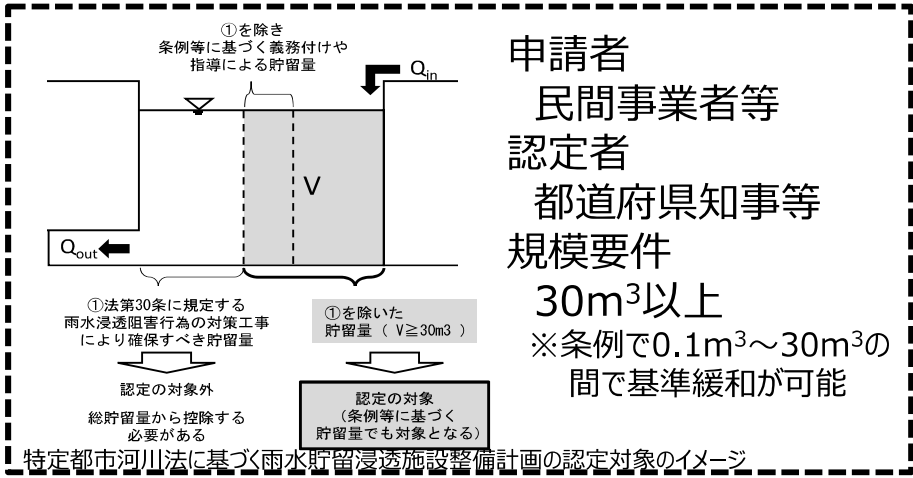 ①を除き
条例等に基づく義務付けや
指導による貯留量
Qin
V
Qout
①法第30条に規定する
雨水浸透阻害行為の対策工事
により確保すべき貯留量
①を除いた
貯留量（ V≧30m3 ）
認定の対象外
総貯留量から控除する
必要がある
認定の対象
（条例等に基づく
貯留量でも対象となる）
申請者
民間事業者等
認定者
都道府県知事等
規模要件
30m³以上
※条例で0.1m³～30m³の
間で基準緩和が可能
特定都市河川法に基づく雨水貯留浸透施設整備計画の認定対象のイメージ